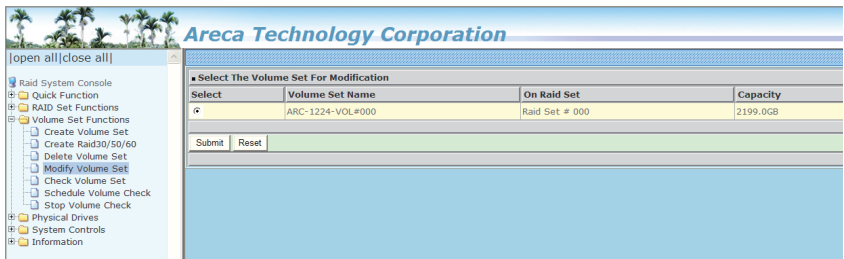 Areca Technology Corporation
|open all|close all|
Raid System Console
Quick Function
RAID Set Functions
Volume Set Functions
Create Volume Set
Create Raid30/50/60
Delete Volume Set
Modify Volume Set
Check Volume Set
Schedule Volume Check
Stop Volume Check
Physical Drives
System Controls
Information
Select The Volume Set For Modification
Select Volume Set Name On Raid Set Capacity
ARC-1224-VOL#000 Raid Set # 000 2199.0GB
Submit Reset